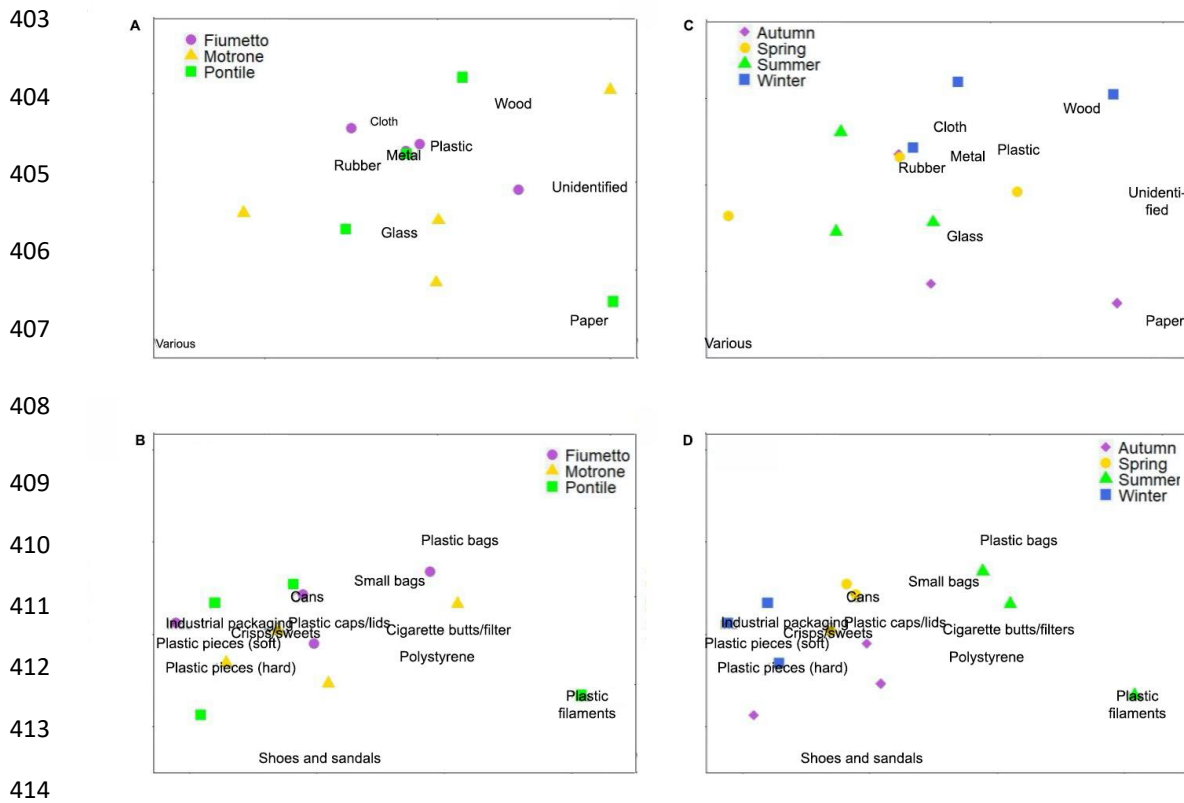 403
A
C
Fiumetto
Motrone
Pontile
Autumn
Spring
Summer
Winter
404
Wood
Wood
Cloth
Cloth
Metal
Plastic
Metal
Plastic
405
Rubber
Rubber
Unidentified
Unidenti-
fied
406
Glass
Glass
407
Paper
Paper
Various
Various
408
B
D
Fiumetto
Motrone
Pontile
Autumn
Spring
Summer
Winter
409
410
Plastic bags
Plastic bags
Small bags
Small bags
411
Cans
Cans
Industrial packaging
Plastic caps/lids
Industrial packaging
Plastic caps/lids
Crisps/sweets
Cigarette butts/filter
Crisps/sweets
Cigarette butts/filters
Plastic pieces (soft)
Plastic pieces (soft)
412
Plastic pieces (hard)
Polystyrene
Plastic pieces (hard)
Polystyrene
Plastic
filaments
Plastic
filaments
413
Shoes and sandals
Shoes and sandals
414